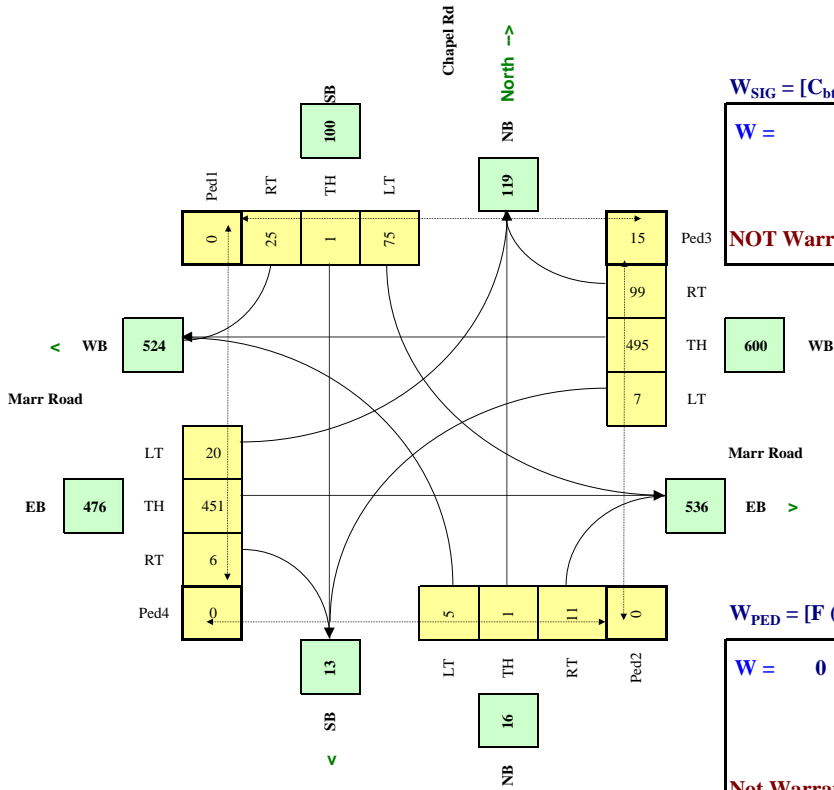 Chapel Rd
North -->
SB
NB
W_SIG = [C_bt
100
W =
119
Ped1
RT
TH
LT
0
25
1
75
15
Ped3
NOT Warr
99
RT
< WB
524
495
TH
600
WB
Marr Road
7
LT
LT
20
Marr Road
EB
476
TH
451
536
EB >
RT
6
Ped4
0
5
1
11
0
W_PED = [F (
13
LT
TH
RT
Ped2
W = 0
SB
16
<
NB
Not Warra